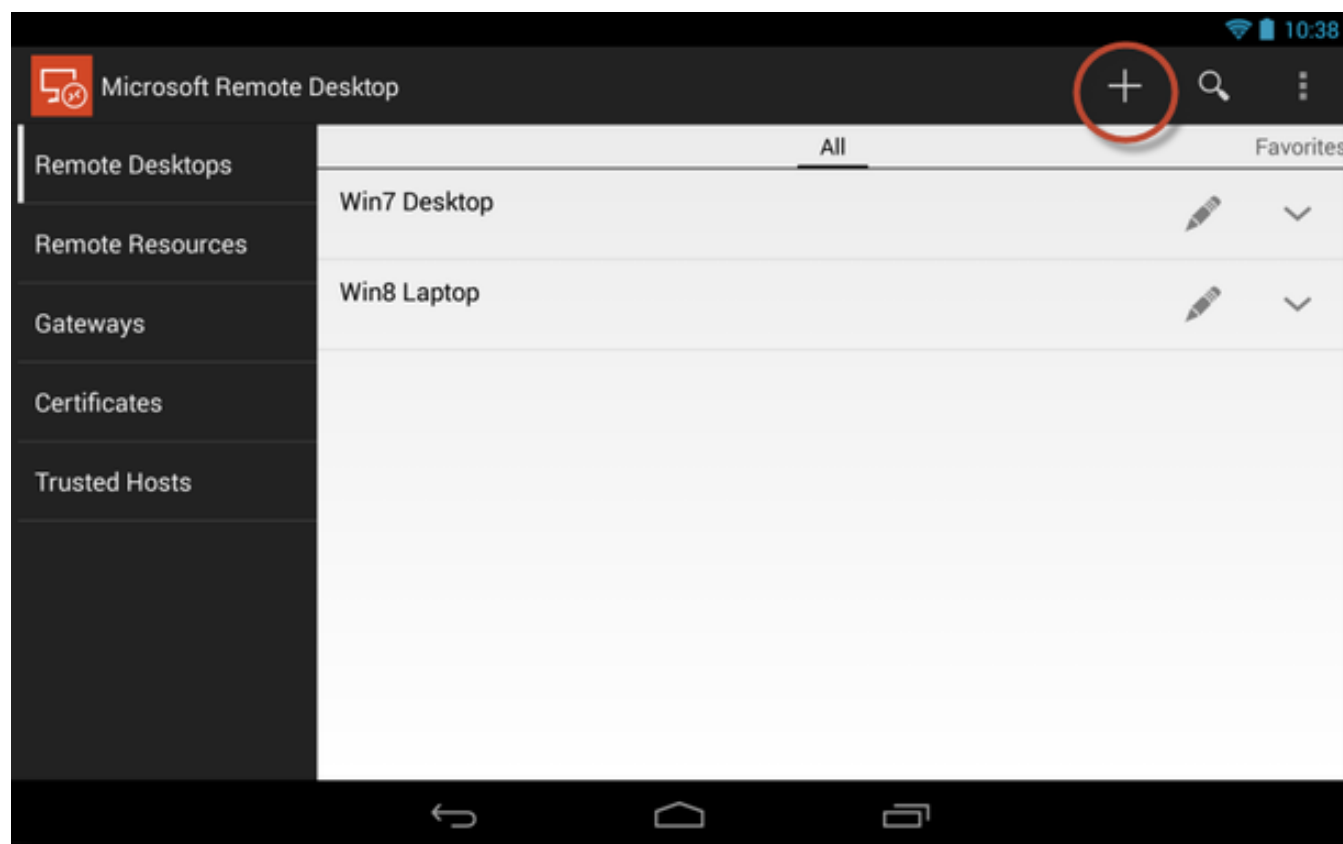 10:38
Microsoft Remote Desktop
All
Favorites
Remote Desktops
Remote Resources
Gateways
Certificates
Trusted Hosts
Win7 Desktop
Win8 Laptop